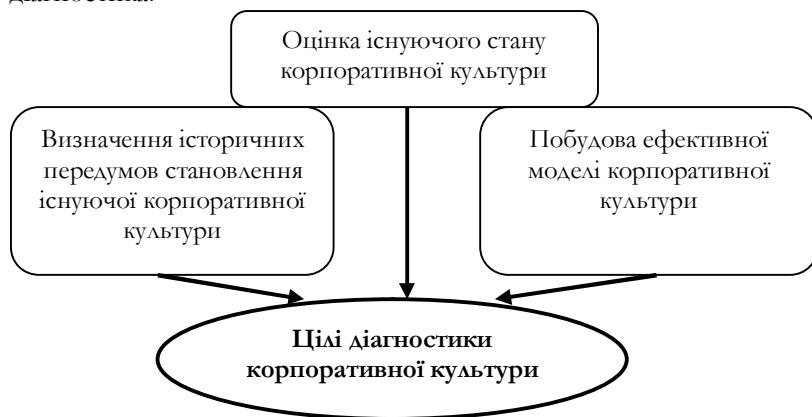 діагностика.
Оцінка існуючого стану
корпоративної культури
Визначення історичних
передумов становлення
існуючої корпоративної
культури
Побудова ефективної
моделі корпоративної
культури
Цілі діагностики
корпоративної культури